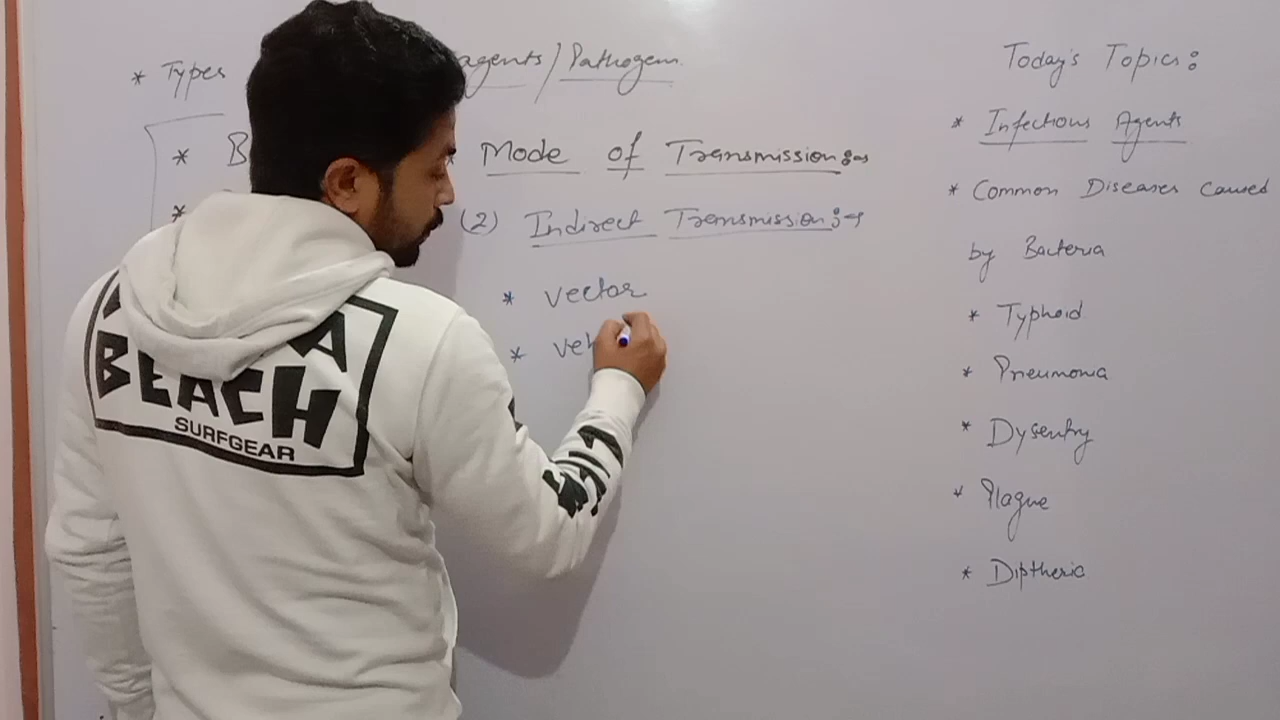 * Types agents/Pathogen.
* B
*
Mode of Transmission:-
(2) Indirect Transmission:-
* Vector
* veh
Today's Topics:
* Infectious Agents
* Common Diseases Caused
by Bacteria
* Typhoid
* Pneumonia
* Dysentry
* Plague
* Diptheria
A
BEACH
SURFGEAR